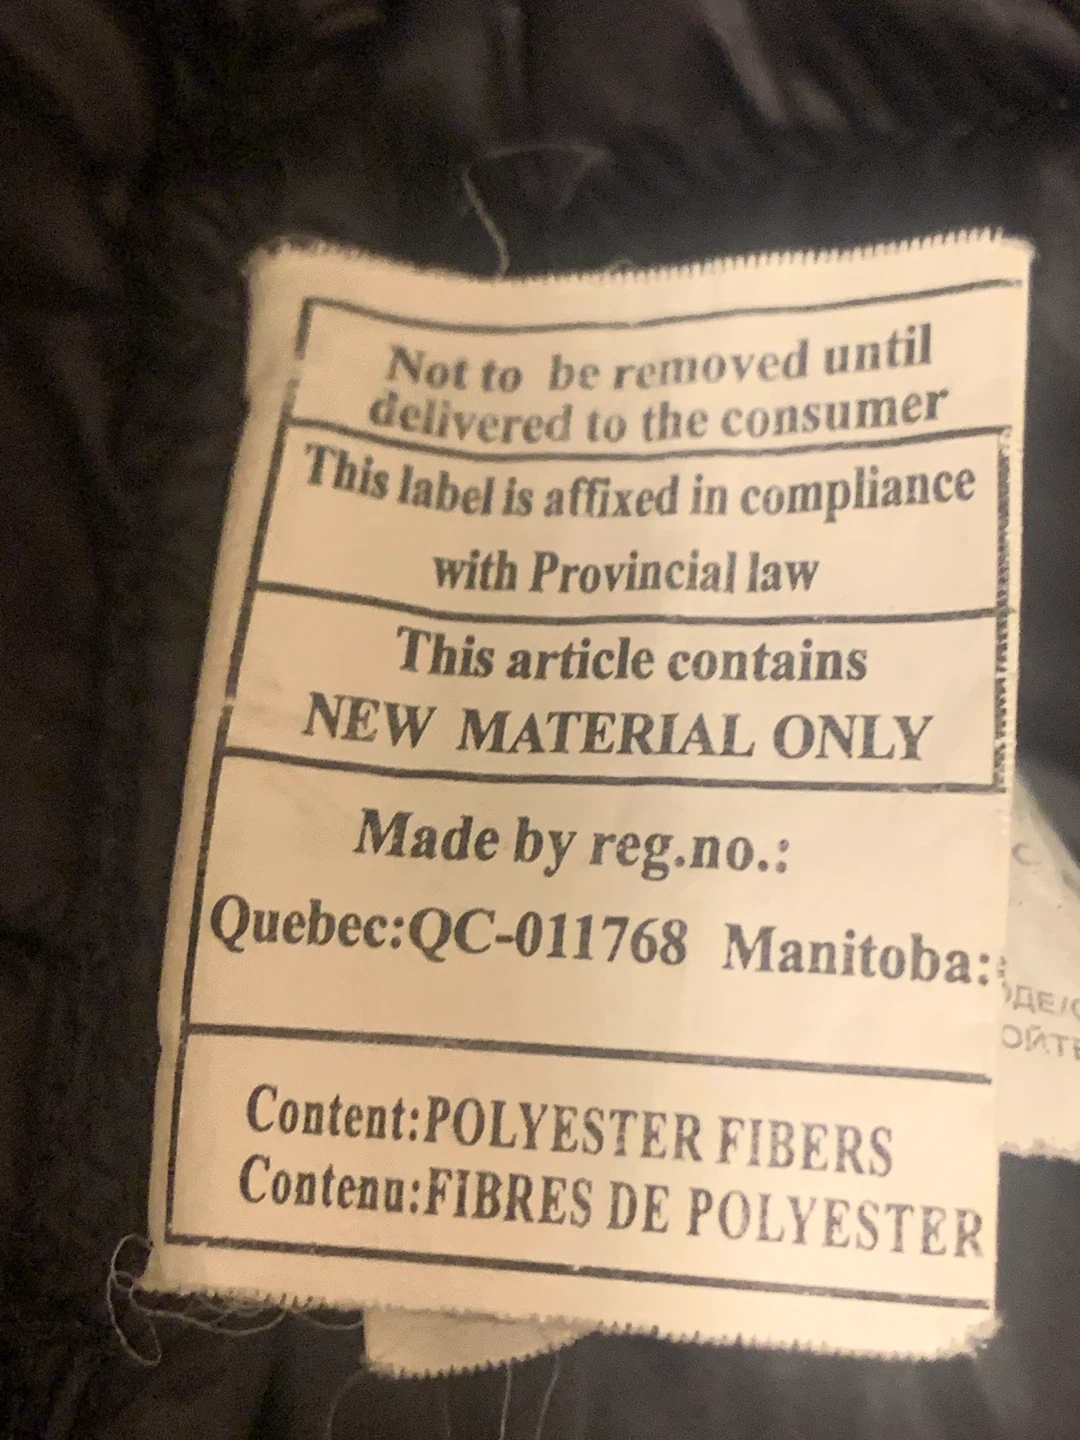 Not to be removed until
delivered to the consumer
This label is affixed in compliance
with Provincial law
This article contains
NEW MATERIAL ONLY
Made by reg.no.:
Quebec:QC-011768 Manitoba:
Content:POLYESTER FIBERS
Contenu:FIBRES DE POLYESTER